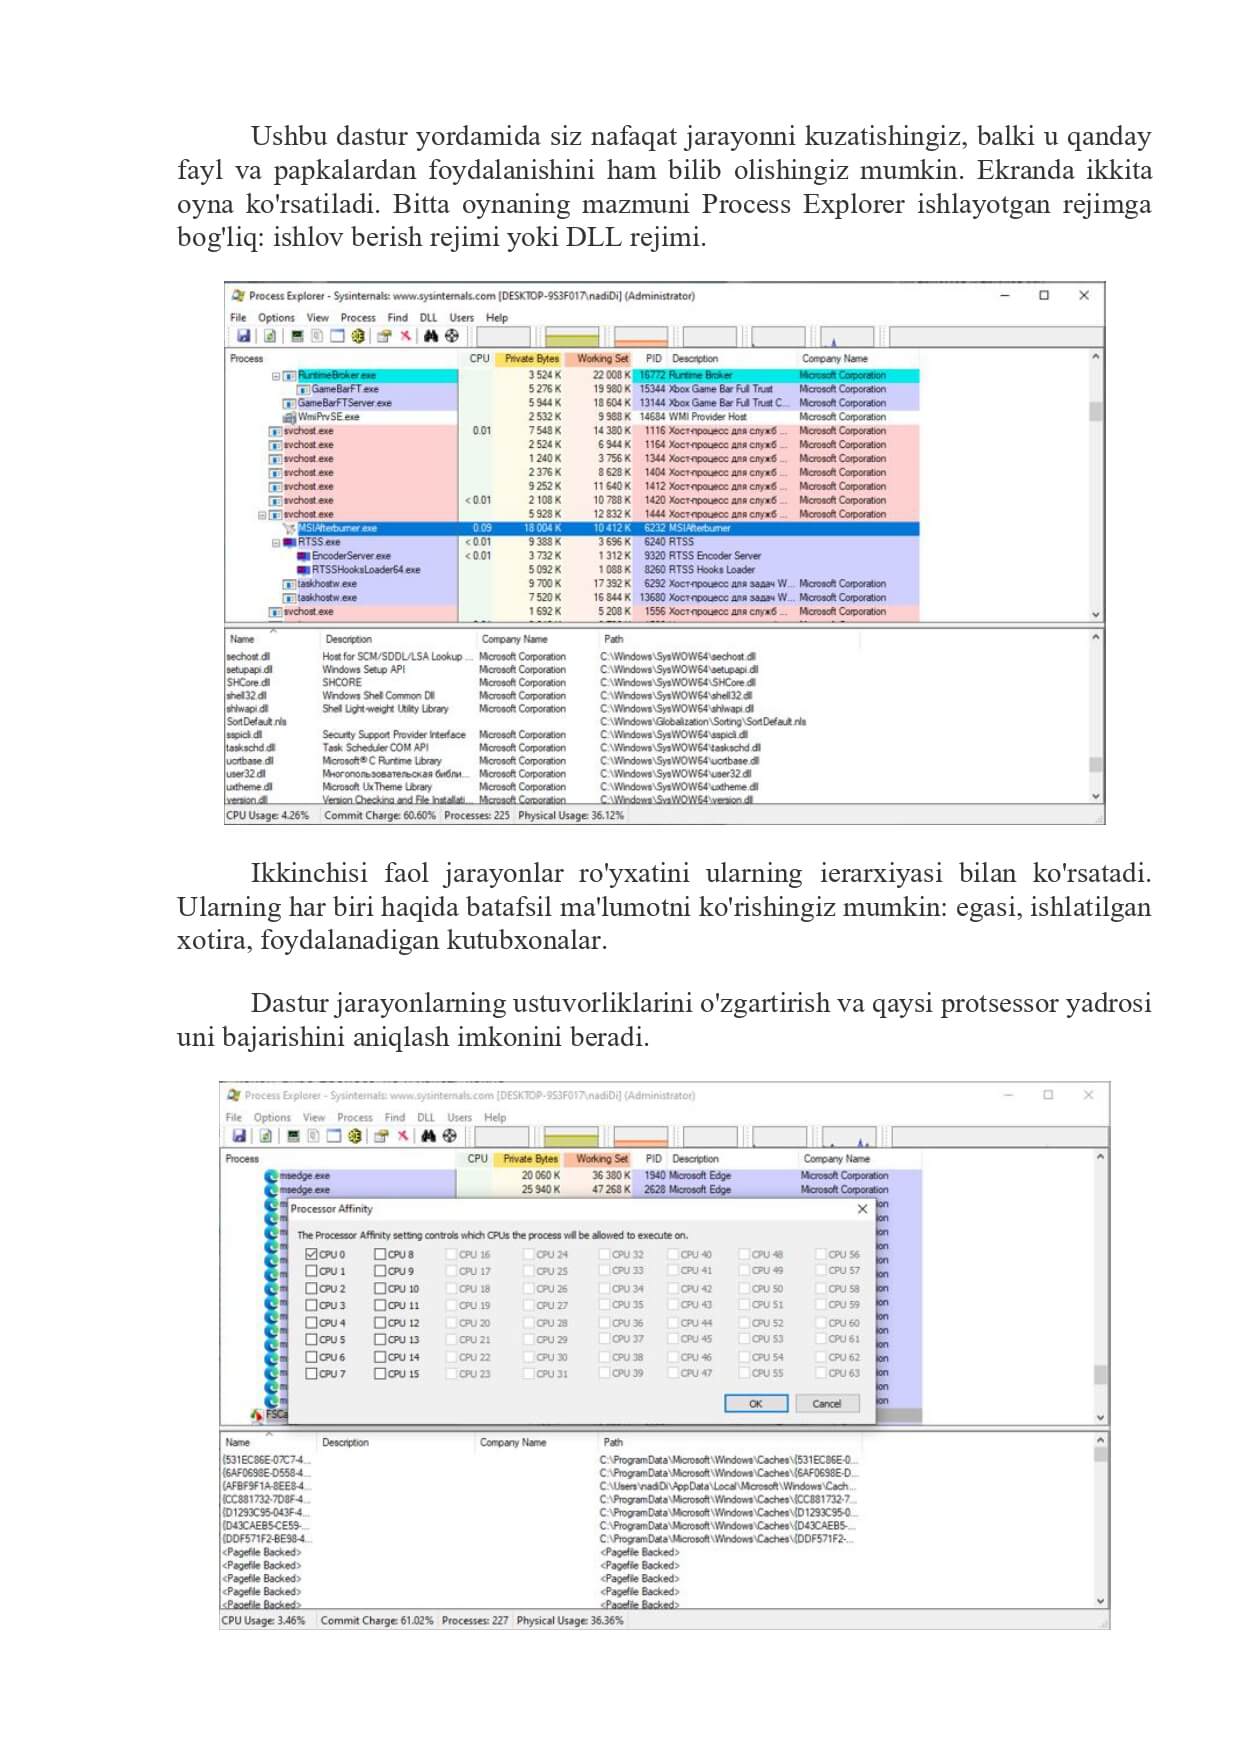 Ushbu dastur yordamida siz nafaqat jarayonni kuzatishingiz, balki u qanday
fayl va papkalardan foydalanishini ham bilib olishingiz mumkin. Ekranda ikkita
oyna ko'rsatiladi. Bitta oynaning mazmuni Process Explorer ishlayotgan rejimga
bog'liq: ishlov berish rejimi yoki DLL rejimi.
Process Explorer - Sysinternals: www.sysinternals.com [DESKTOP-9S3F017\nadiDi] (Administrator)
File Options View Process Find DLL Users Help
Process CPU Private Bytes Working Set PID Description Company Name
RuntimeBroker.exe 3 524 K 22 008 K 16772 Runtime Broker Microsoft Corporation
GameBarFT.exe 5 276 K 19 980 K 15344 Xbox Game Bar Full Trust Microsoft Corporation
GameBarFTServer.exe 5 944 K 18 604 K 13144 Xbox Game Bar Full Trust C... Microsoft Corporation
WmiPrvSE.exe 2 532 K 9 988 K 14684 WMI Provider Host Microsoft Corporation
svchost.exe 0.01 7 548 K 14 380 K 1116 Хост-процесс для служб ... Microsoft Corporation
svchost.exe 2 524 K 6 944 K 1164 Хост-процесс для служб ... Microsoft Corporation
svchost.exe 1 240 K 3 756 K 1344 Хост-процесс для служб ... Microsoft Corporation
svchost.exe 2 376 K 8 628 K 1404 Хост-процесс для служб ... Microsoft Corporation
svchost.exe 9 252 K 11 640 K 1412 Хост-процесс для служб ... Microsoft Corporation
svchost.exe < 0.01 2 108 K 10 788 K 1420 Хост-процесс для служб ... Microsoft Corporation
svchost.exe 5 928 K 12 832 K 1444 Хост-процесс для служб ... Microsoft Corporation
MSIAfterburner.exe 0.09 18 004 K 10 412 K 6232 MSIAfterburner
RTSS.exe < 0.01 9 388 K 3 696 K 6240 RTSS
EncoderServer.exe < 0.01 3 732 K 1 312 K 9320 RTSS Encoder Server
RTSSHooksLoader64.exe 5 092 K 1 088 K 8260 RTSS Hooks Loader
taskhostw.exe 9 700 K 17 392 K 6292 Хост-процесс для задач W... Microsoft Corporation
taskhostw.exe 7 520 K 16 844 K 13680 Хост-процесс для задач W... Microsoft Corporation
svchost.exe 1 692 K 5 208 K 1556 Хост-процесс для служб ... Microsoft Corporation
Name Description Company Name Path
sechost.dll Host for SCM/SDDL/LSA Lookup ... Microsoft Corporation C:\Windows\SysWOW64\sechost.dll
setupapi.dll Windows Setup API Microsoft Corporation C:\Windows\SysWOW64\setupapi.dll
SHCore.dll SHCORE Microsoft Corporation C:\Windows\SysWOW64\SHCore.dll
shell32.dll Windows Shell Common Dll Microsoft Corporation C:\Windows\SysWOW64\shell32.dll
shlwapi.dll Shell Light-weight Utility Library Microsoft Corporation C:\Windows\SysWOW64\shlwapi.dll
SortDefault.nls C:\Windows\Globalization\Sorting\SortDefault.nls
sspicli.dll Security Support Provider Interface Microsoft Corporation C:\Windows\SysWOW64\sspicli.dll
taskschd.dll Task Scheduler COM API Microsoft Corporation C:\Windows\SysWOW64\taskschd.dll
ucrtbase.dll Microsoft® C Runtime Library Microsoft Corporation C:\Windows\SysWOW64\ucrtbase.dll
user32.dll Многопользовательская библи... Microsoft Corporation C:\Windows\SysWOW64\user32.dll
uxtheme.dll Microsoft UxTheme Library Microsoft Corporation C:\Windows\SysWOW64\uxtheme.dll
version.dll Version Checking and File Installati... Microsoft Corporation C:\Windows\SysWOW64\version.dll
CPU Usage: 4.26% Commit Charge: 60.60% Processes: 225 Physical Usage: 36.12%
Ikkinchisi faol jarayonlar ro'yxatini ularning ierarxiyasi bilan ko'rsatadi.
Ularning har biri haqida batafsil ma'lumotni ko'rishingiz mumkin: egasi, ishlatilgan
xotira, foydalanadigan kutubxonalar.
Dastur jarayonlarning ustuvorliklarini o'zgartirish va qaysi protsessor yadrosi
uni bajarishini aniqlash imkonini beradi.
Process Explorer - Sysinternals: www.sysinternals.com [DESKTOP-9S3F017\nadiDi] (Administrator)
File Options View Process Find DLL Users Help
Process CPU Private Bytes Working Set PID Description Company Name
msedge.exe 20 060 K 36 380 K 1940 Microsoft Edge Microsoft Corporation
msedge.exe 25 940 K 47 268 K 2628 Microsoft Edge Microsoft Corporation
Processor Affinity
The Processor Affinity setting controls which CPUs the process will be allowed to execute on.
CPU 0 CPU 8 CPU 16 CPU 24 CPU 32 CPU 40 CPU 48 CPU 56
CPU 1 CPU 9 CPU 17 CPU 25 CPU 33 CPU 41 CPU 49 CPU 57
CPU 2 CPU 10 CPU 18 CPU 26 CPU 34 CPU 42 CPU 50 CPU 58
CPU 3 CPU 11 CPU 19 CPU 27 CPU 35 CPU 43 CPU 51 CPU 59
CPU 4 CPU 12 CPU 20 CPU 28 CPU 36 CPU 44 CPU 52 CPU 60
CPU 5 CPU 13 CPU 21 CPU 29 CPU 37 CPU 45 CPU 53 CPU 61
CPU 6 CPU 14 CPU 22 CPU 30 CPU 38 CPU 46 CPU 54 CPU 62
CPU 7 CPU 15 CPU 23 CPU 31 CPU 39 CPU 47 CPU 55 CPU 63
OK Cancel
FSCa
Name Description Company Name Path
{531EC86E-07C7-4... C:\ProgramData\Microsoft\Windows\Caches\{531EC86E-0...
{6AF0698E-D558-4... C:\ProgramData\Microsoft\Windows\Caches\{6AF0698E-D...
{AFBF9F1A-8EE8-4... C:\Users\nadiDi\AppData\Local\Microsoft\Windows\Cach...
{CC881732-7D8F-4... C:\ProgramData\Microsoft\Windows\Caches\{CC881732-7...
{D1293C95-043F-4... C:\ProgramData\Microsoft\Windows\Caches\{D1293C95-0...
{D43CAEB5-CE59-... C:\ProgramData\Microsoft\Windows\Caches\{D43CAEB5-...
{DDF571F2-BE98-4... C:\ProgramData\Microsoft\Windows\Caches\{DDF571F2-...
<Pagefile Backed> <Pagefile Backed>
<Pagefile Backed> <Pagefile Backed>
<Pagefile Backed> <Pagefile Backed>
<Pagefile Backed> <Pagefile Backed>
<Pagefile Backed> <Pagefile Backed>
CPU Usage: 3.46% Commit Charge: 61.02% Processes: 227 Physical Usage: 36.36%